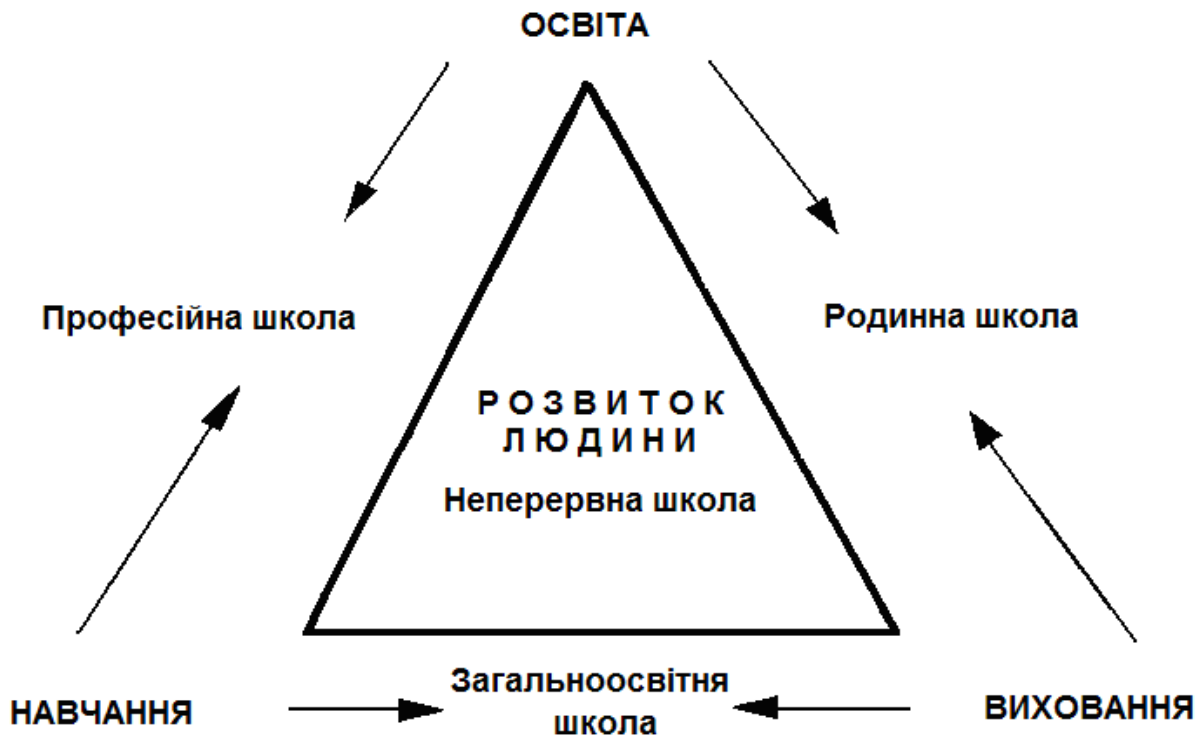 ОСВІТА
Професійна школа
Родинна школа
Р О З В И Т О К
Л Ю Д И Н И
Неперервна школа
НАВЧАННЯ
Загальноосвітня
школа
ВИХОВАННЯ